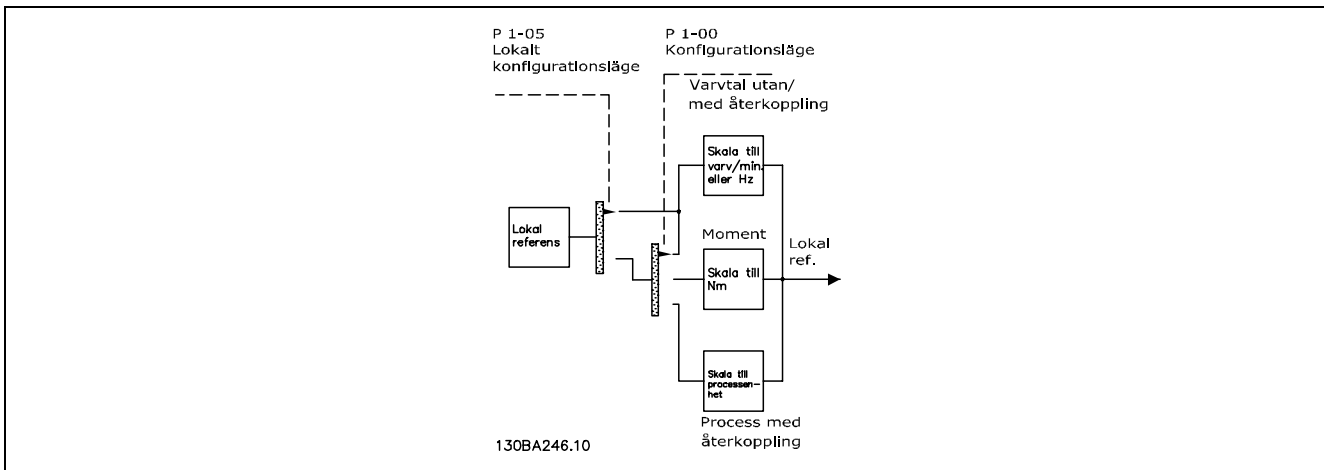 P 1-05
Lokalt
konfigurationsläge
P 1-00
Konfigurationsläge
Varvtal utan/
med återkoppling
Skala till
varv/min.
eller Hz
Lokal
referens
Moment
Skala till
Nm
Lokal
ref.
Skala till
processen-
het
Process med
återkoppling
130BA246.10